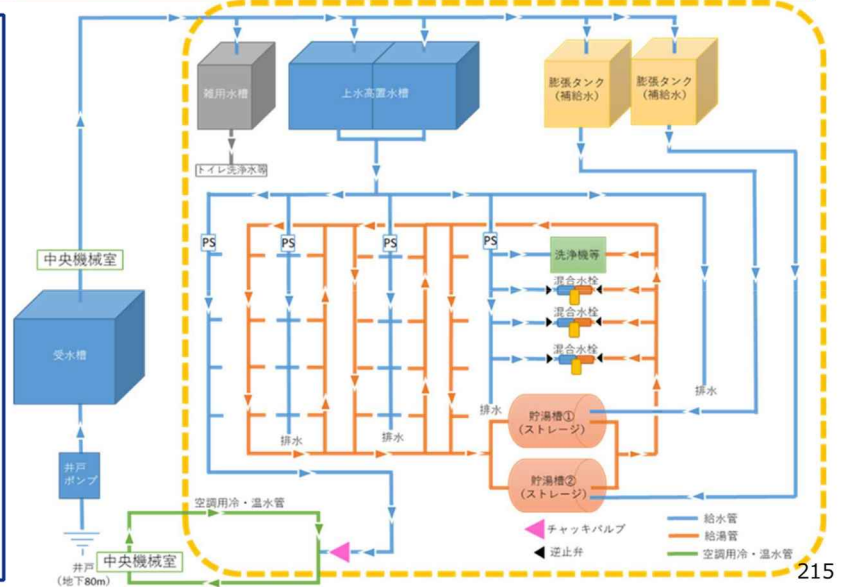 雑用水槽
上水高置水槽
膨張タンク
(補給水)
膨張タンク
(補給水)
トイレ洗浄水等
PS
PS
PS
PS
中央機械室
洗浄機等
混合水栓
混合水栓
混合水栓
受水槽
排水
排水
排水
排水
貯湯槽①
(ストレージ)
貯湯槽②
(ストレージ)
井戸
ポンプ
空調用冷・温水管
中央機械室
井戸
(地下80m)
チャッキバルブ
逆止弁
給水管
給湯管
空調用冷・温水管
215